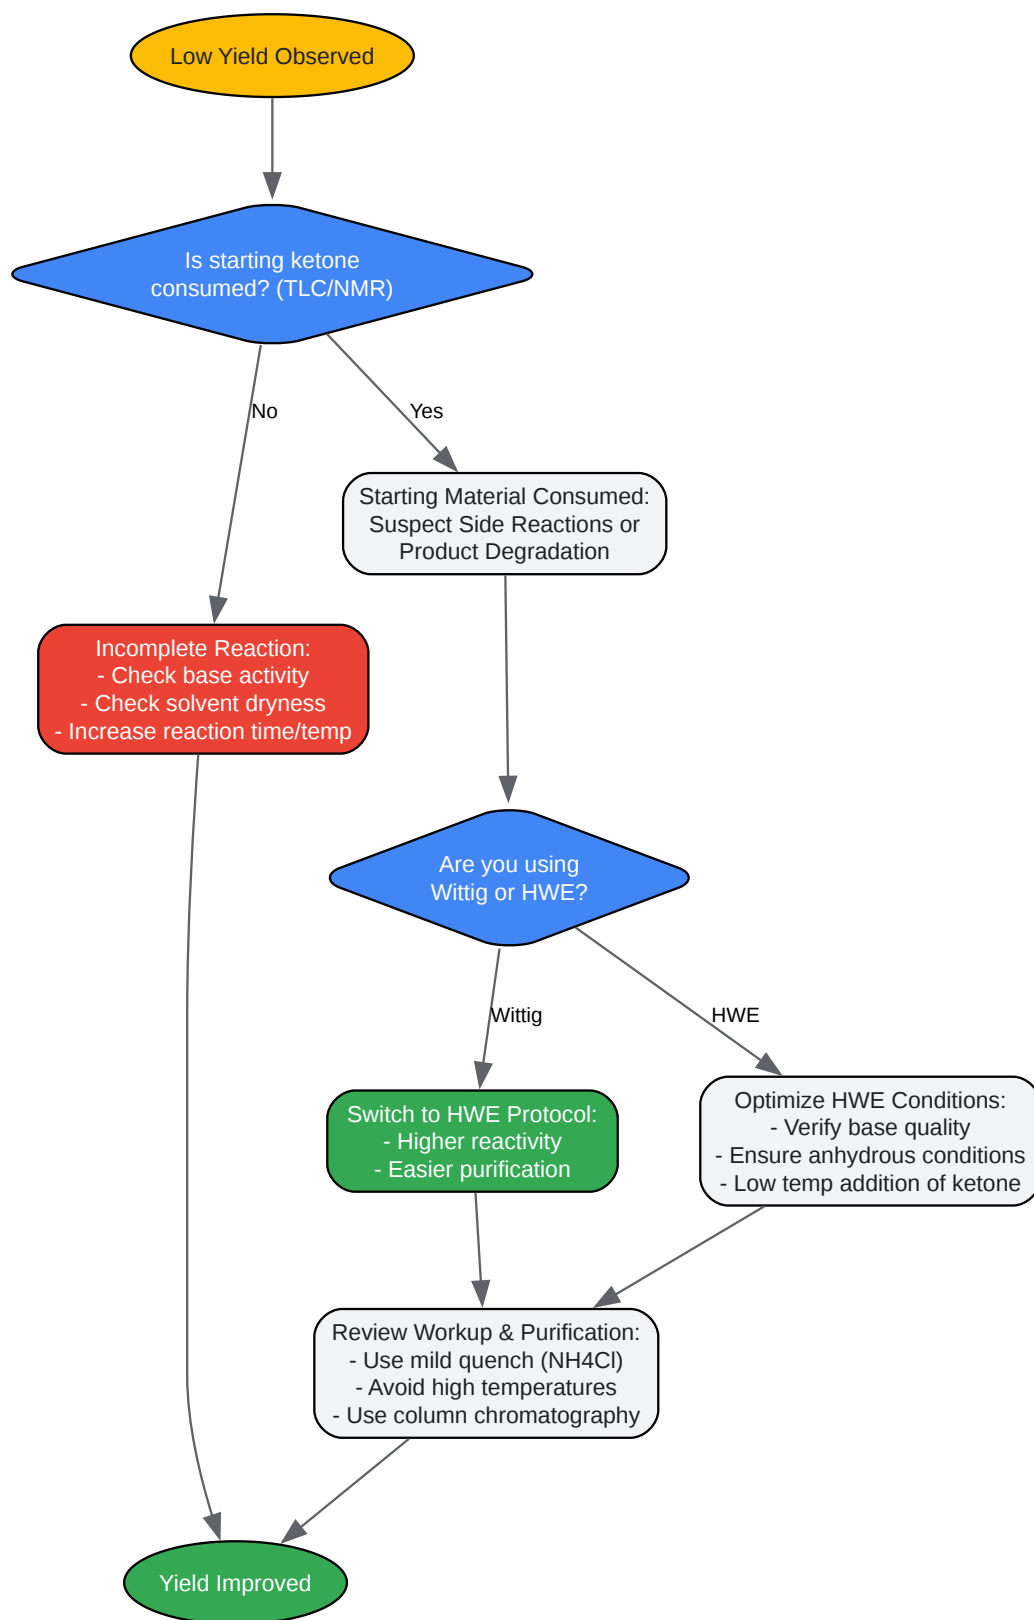 Low Yield Observed
Is starting ketone
consumed? (TLC/NMR)
No
Yes
Starting Material Consumed:
Suspect Side Reactions or
Product Degradation
Incomplete Reaction:
- Check base activity
- Check solvent dryness
- Increase reaction time/temp
Are you using
Wittig or HWE?
Wittig
HWE
Switch to HWE Protocol:
- Higher reactivity
- Easier purification
Optimize HWE Conditions:
- Verify base quality
- Ensure anhydrous conditions
- Low temp addition of ketone
Review Workup & Purification:
- Use mild quench (NH4Cl)
- Avoid high temperatures
- Use column chromatography
Yield Improved